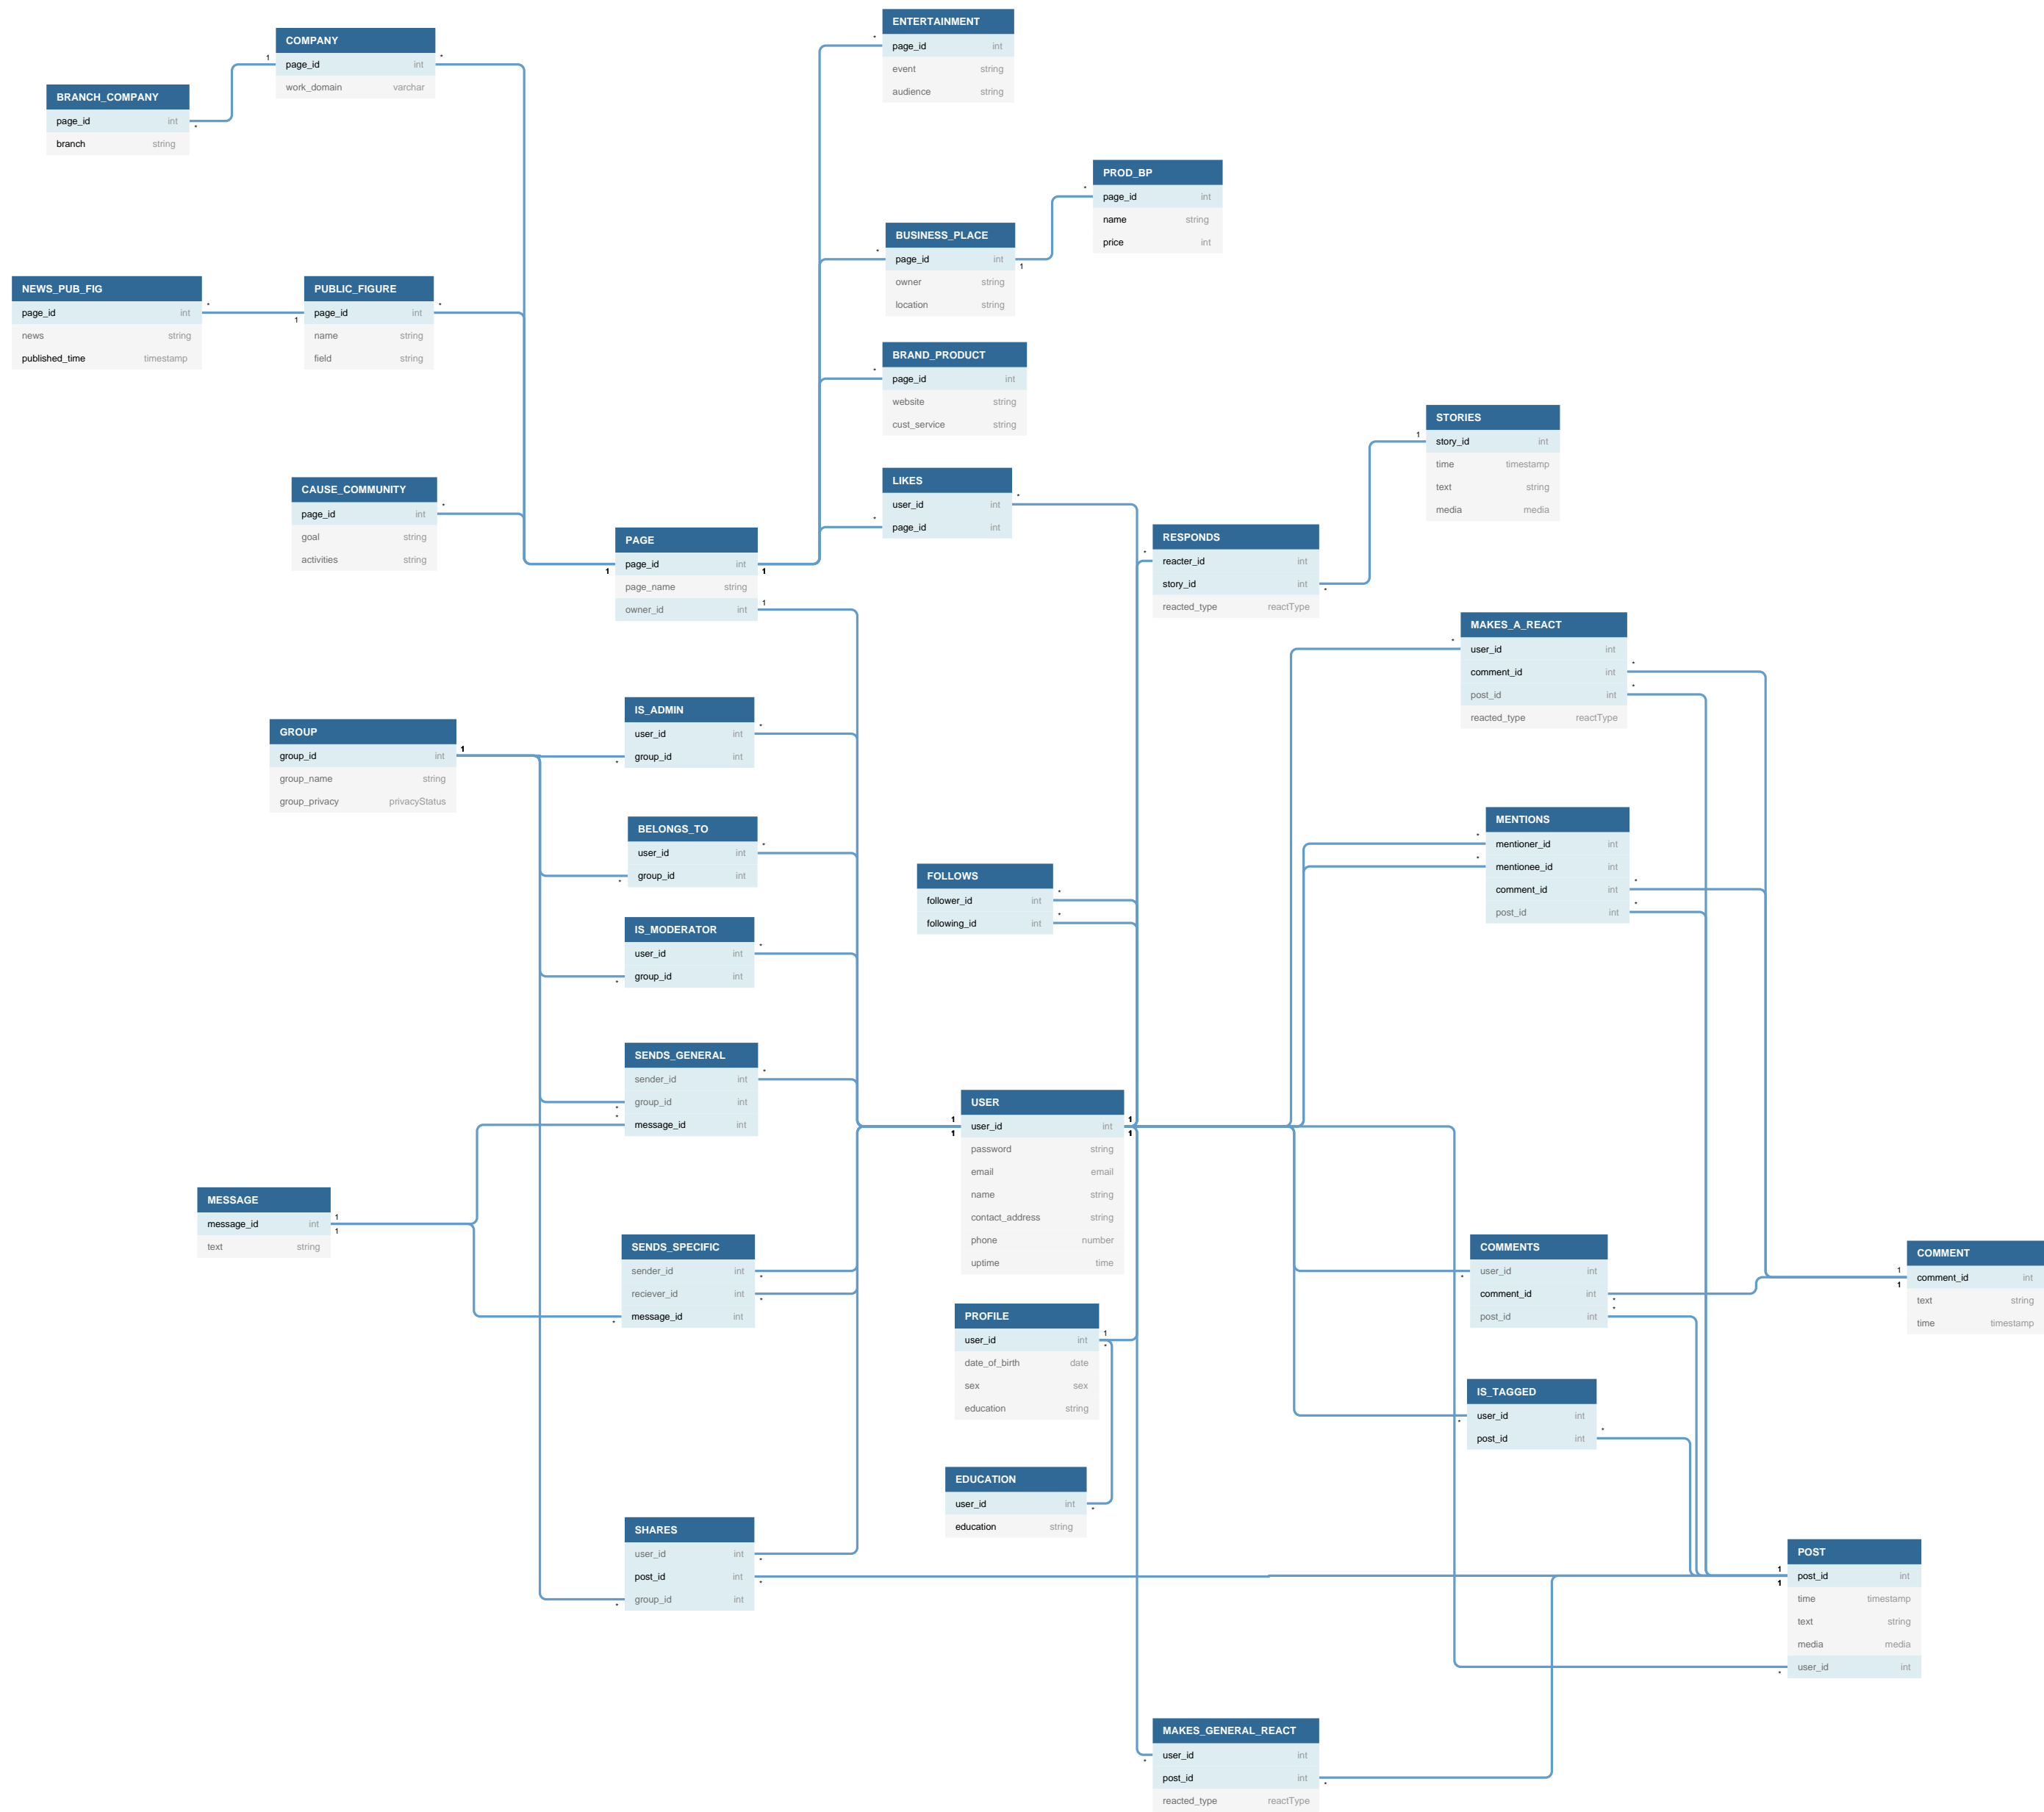 COMPANY
page_id int
work_domain varchar
BRANCH_COMPANY
page_id int
branch string
NEWS_PUB_FIG
page_id int
news string
published_time timestamp
PUBLIC_FIGURE
page_id int
name string
field string
CAUSE_COMMUNITY
page_id int
goal string
activities string
PAGE
page_id int
page_name string
owner_id int
ENTERTAINMENT
page_id int
event string
audience string
PROD_BP
page_id int
name string
price int
BUSINESS_PLACE
page_id int
owner string
location string
BRAND_PRODUCT
page_id int
website string
cust_service string
LIKES
user_id int
page_id int
STORIES
story_id int
time timestamp
text string
media media
RESPONDS
reacter_id int
story_id int
reacted_type reactType
MAKES_A_REACT
user_id int
comment_id int
post_id int
reacted_type reactType
GROUP
group_id int
group_name string
group_privacy privacyStatus
IS_ADMIN
user_id int
group_id int
BELONGS_TO
user_id int
group_id int
IS_MODERATOR
user_id int
group_id int
FOLLOWS
follower_id int
following_id int
MENTIONS
mentioner_id int
mentionee_id int
comment_id int
post_id int
SENDS_GENERAL
sender_id int
group_id int
message_id int
MESSAGE
message_id int
text string
SENDS_SPECIFIC
sender_id int
reciever_id int
message_id int
USER
user_id int
password string
email email
name string
contact_address string
phone number
uptime time
PROFILE
user_id int
date_of_birth date
sex sex
education string
EDUCATION
user_id int
education string
COMMENTS
user_id int
comment_id int
post_id int
COMMENT
comment_id int
text string
time timestamp
IS_TAGGED
user_id int
post_id int
SHARES
user_id int
post_id int
group_id int
POST
post_id int
time timestamp
text string
media media
user_id int
MAKES_GENERAL_REACT
user_id int
post_id int
reacted_type reactType